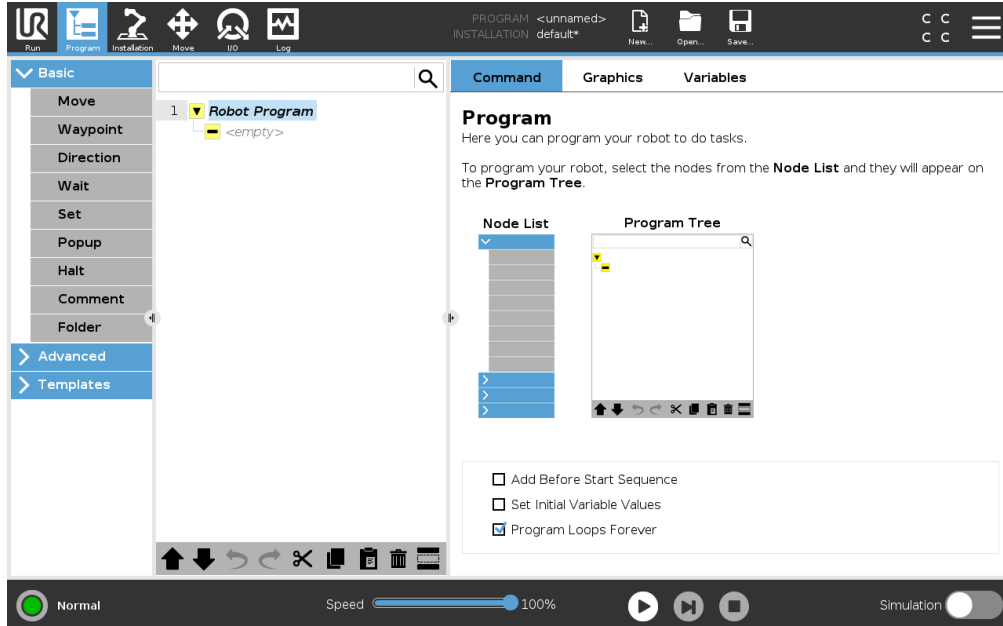 PROGRAM <unnamed>
INSTALLATION default*
C C
C C
UR
Run
Program
Installation
Move
I/O
Log
New...
Open...
Save...
Basic
Move
Waypoint
Direction
Wait
Set
Popup
Halt
Comment
Folder
Advanced
Templates
1 Robot Program
<empty>
Command Graphics Variables
Program
Here you can program your robot to do tasks.
To program your robot, select the nodes from the Node List and they will appear on
the Program Tree.
Node List
Program Tree
Add Before Start Sequence
Set Initial Variable Values
Program Loops Forever
Normal
Speed
100%
Simulation